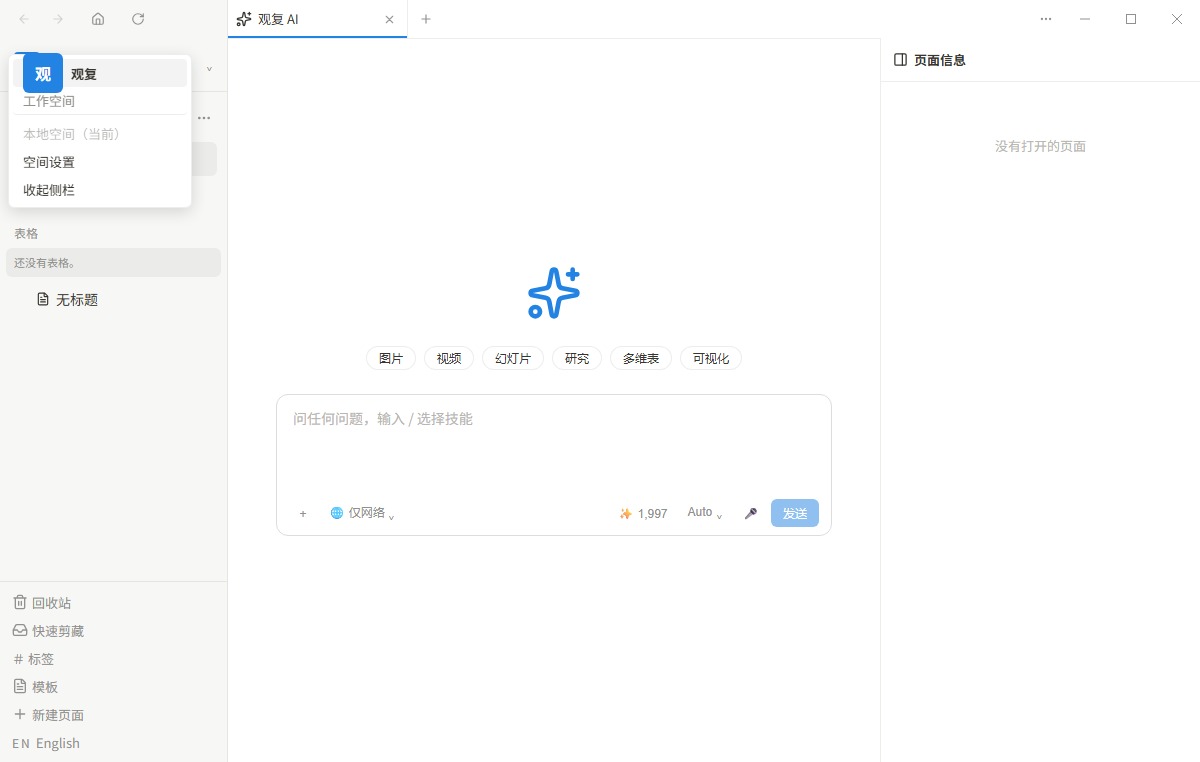 观复 AI
观
观复
工作空间
本地空间（当前）
空间设置
收起侧栏
表格
还没有表格。
无标题
回收站
快速剪藏
# 标签
模板
新建页面
EN English
图片
视频
幻灯片
研究
多维表
可视化
问任何问题，输入 / 选择技能
+
仅网络
1,997
Auto
发送
页面信息
没有打开的页面